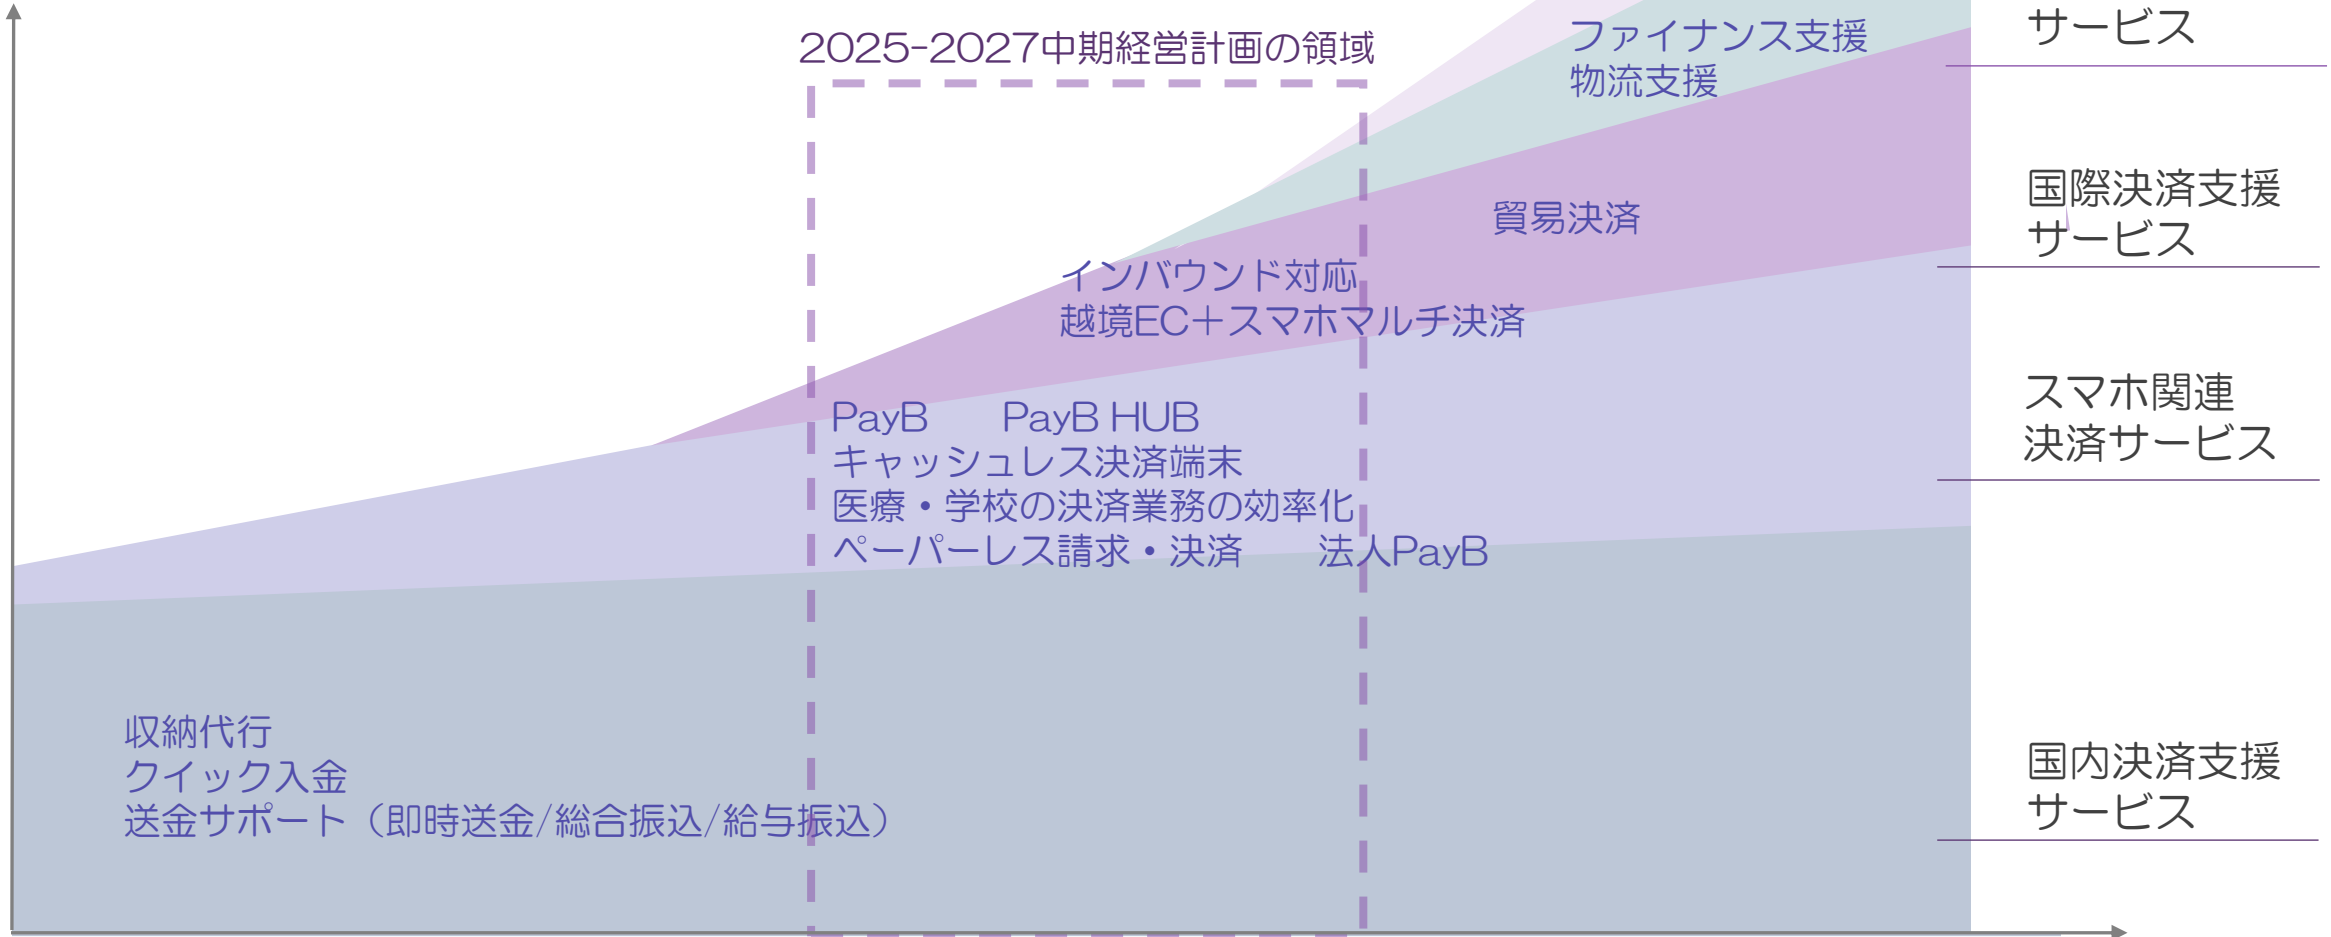 2025-2027中期経営計画の領域
ファイナンス支援
物流支援
サービス
貿易決済
国際決済支援
サービス
インバウンド対応
越境EC+スマホマルチ決済
PayB　　PayB HUB
キャッシュレス決済端末
医療・学校の決済業務の効率化
ペーパーレス請求・決済　　法人PayB
スマホ関連
決済サービス
収納代行
クイック入金
送金サポート（即時送金/総合振込/給与振込）
国内決済支援
サービス